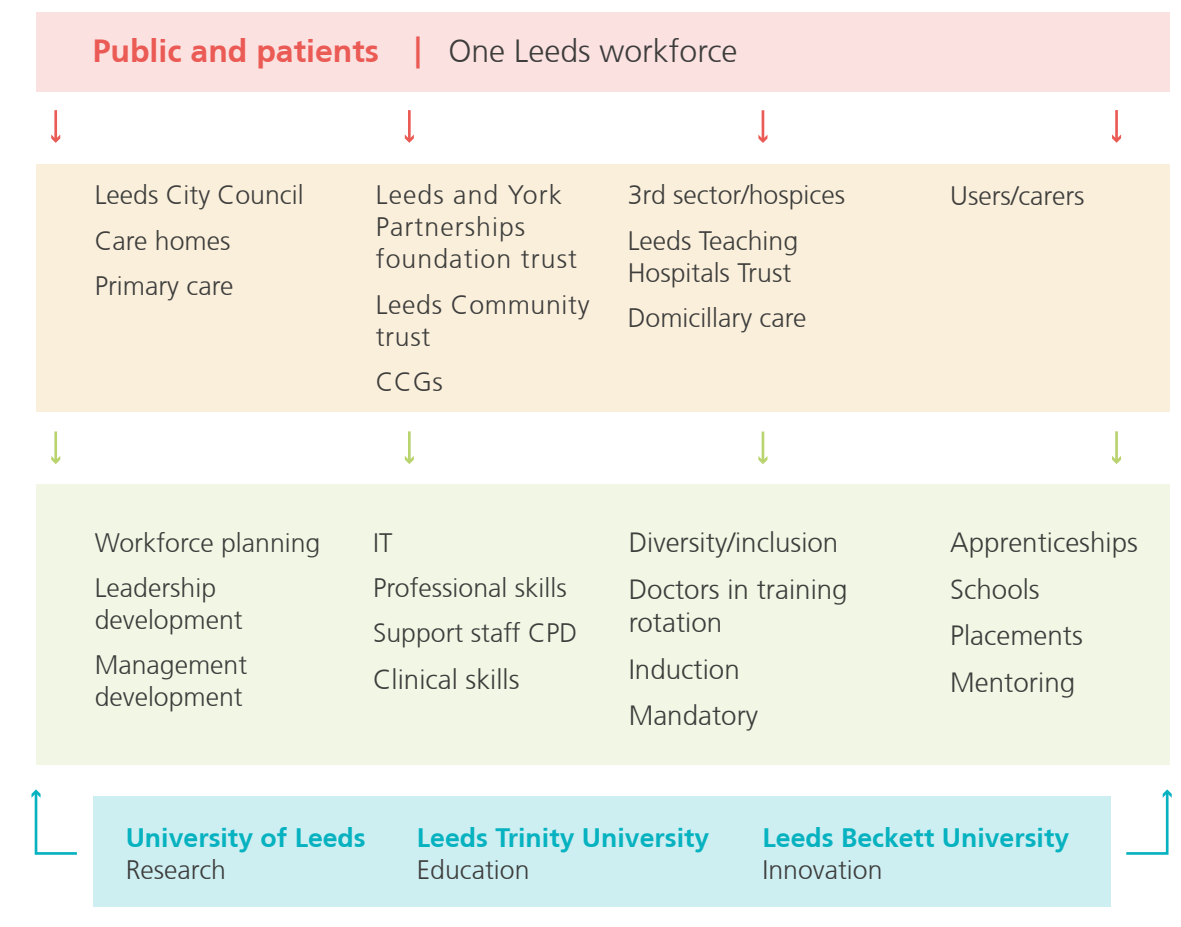 Public and patients | One Leeds workforce
Leeds City Council
Care homes
Primary care
Leeds and York
Partnerships
foundation trust
Leeds Community
trust
CCGs
3rd sector/hospices
Leeds Teaching
Hospitals Trust
Domicillary care
Users/carers
Workforce planning
Leadership
development
Management
development
IT
Professional skills
Support staff CPD
Clinical skills
Diversity/inclusion
Doctors in training
rotation
Induction
Mandatory
Apprenticeships
Schools
Placements
Mentoring
University of Leeds
Research
Leeds Trinity University
Education
Leeds Beckett University
Innovation